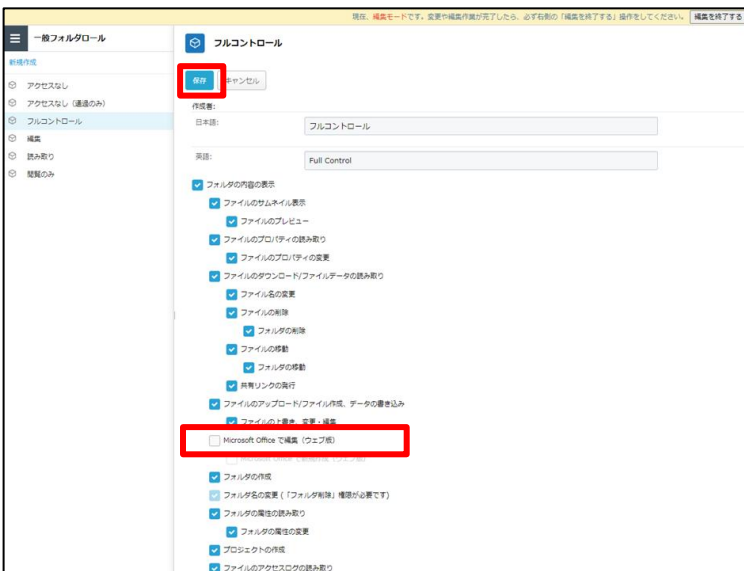 現在、編集モードです。変更や編集作業が完了したら、必ず右側の「編集を終了する」操作をしてください。 編集を終了する
一般フォルダロール
新規作成
アクセスなし
アクセスなし（通過のみ）
フルコントロール
編集
読み取り
閲覧のみ
フルコントロール
保存 キャンセル
作成者:
日本語: フルコントロール
英語: Full Control
フォルダの内容の表示
ファイルのサムネイル表示
ファイルのプレビュー
ファイルのプロパティの読み取り
ファイルのプロパティの変更
ファイルのダウンロード/ファイルデータの読み取り
ファイル名の変更
ファイルの削除
フォルダの削除
ファイルの移動
フォルダの移動
共有リンクの発行
ファイルのアップロード/ファイル作成、データの書き込み
ファイルの上書き、変更・編集
Microsoft Office で編集（ウェブ版）
フォルダの作成
フォルダ名の変更 (「フォルダ削除」権限が必要です)
フォルダの属性の読み取り
フォルダの属性の変更
プロジェクトの作成
ファイルのアクセスログの読み取り